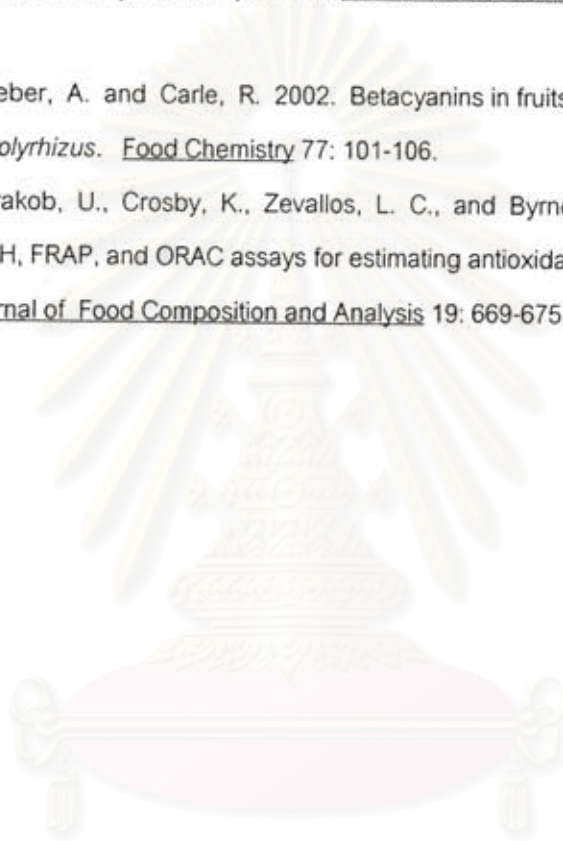 eber, A. and Carle, R. 2002. Betacyanins in fruits
olyrhizus. Food Chemistry 77: 101-106.
akob, U., Crosby, K., Zevallos, L. C., and Byrne
H, FRAP, and ORAC assays for estimating antioxida
rnal of Food Composition and Analysis 19: 669-675